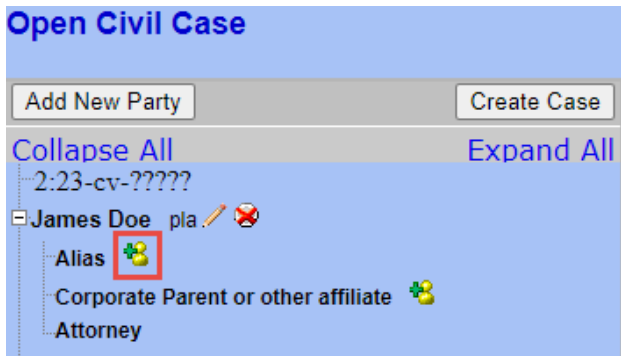 Open Civil Case
Add New Party Create Case
Collapse All Expand All
2:23-cv-?????
James Doe pla
Alias
Corporate Parent or other affiliate
Attorney